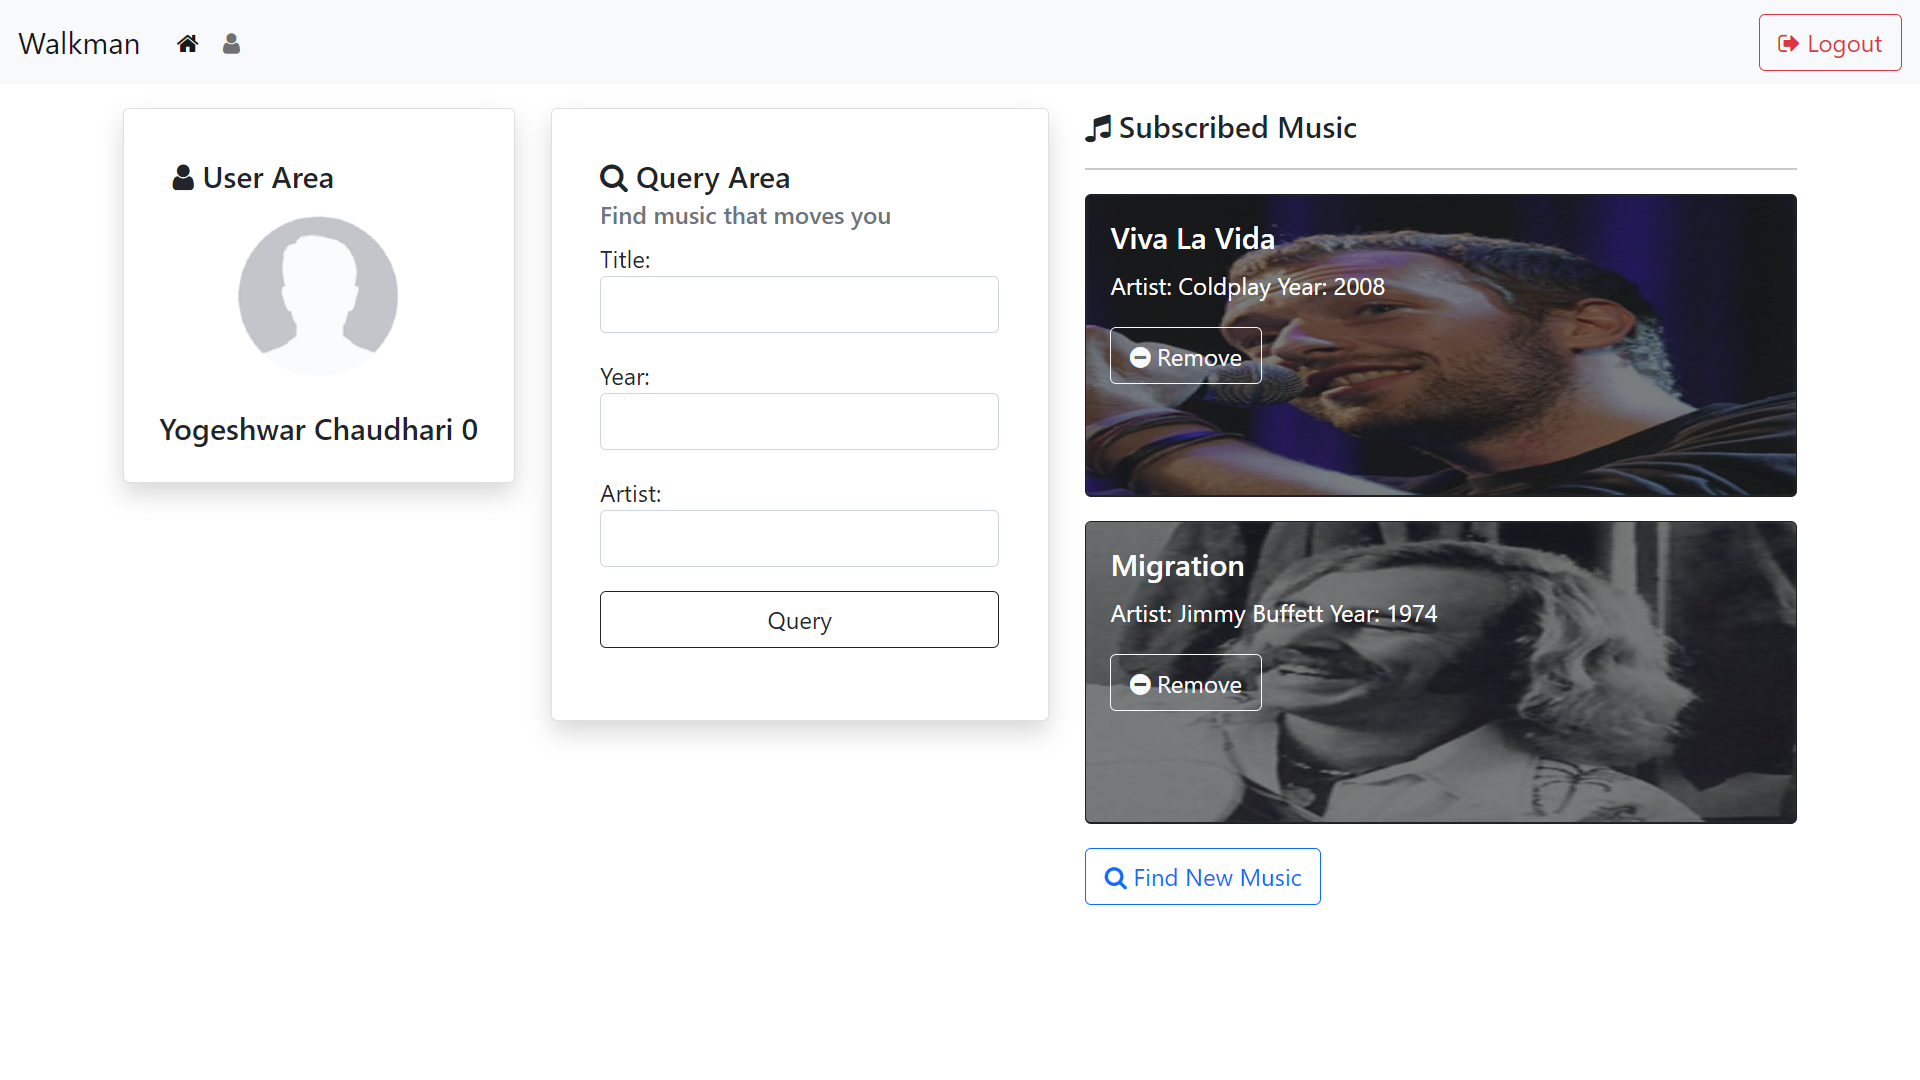 Walkman
Logout
User Area
Yogeshwar Chaudhari 0
Query Area
Find music that moves you
Title:
Year:
Artist:
Query
Subscribed Music
Viva La Vida
Artist: Coldplay Year: 2008
Remove
Migration
Artist: Jimmy Buffett Year: 1974
Remove
Find New Music